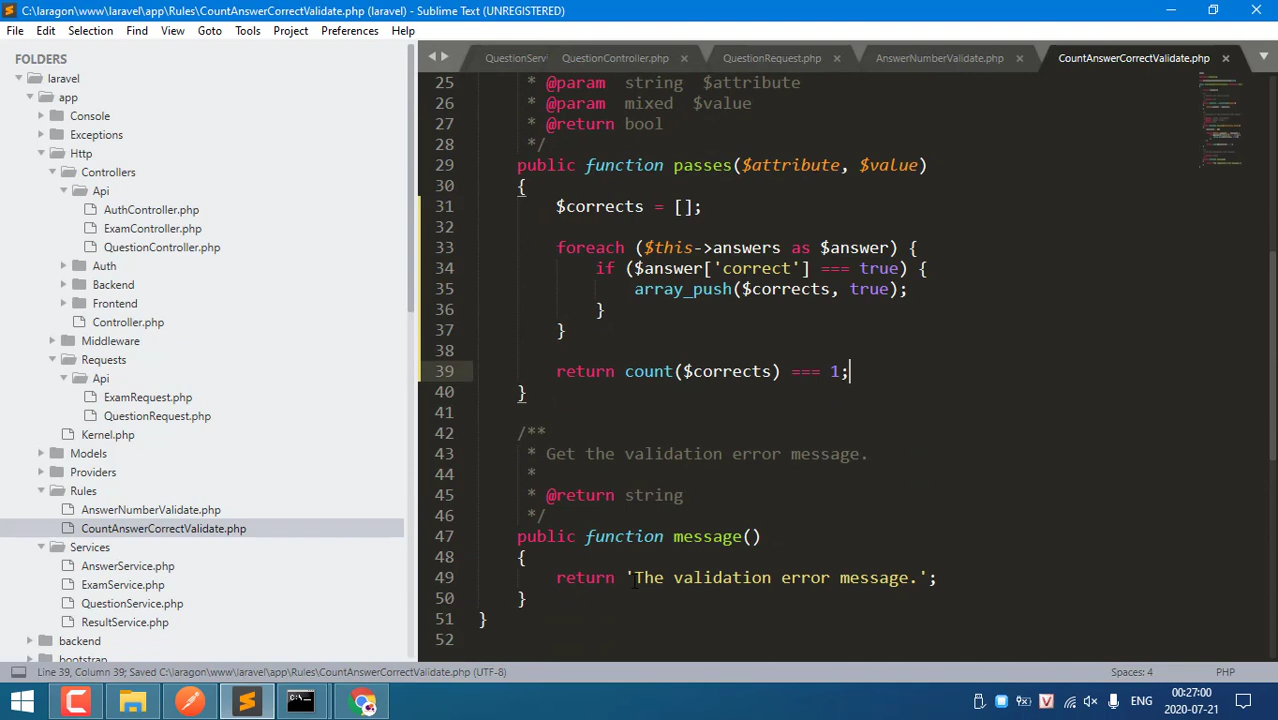 C:\laragon\www\laravel\app\Rules\CountAnswerCorrectValidate.php (laravel) - Sublime Text (UNREGISTERED)
File Edit Selection Find View Goto Tools Project Preferences Help
FOLDERS
laravel
app
Console
Exceptions
Http
Controllers
Api
AuthController.php
ExamController.php
QuestionController.php
Auth
Backend
Frontend
Controller.php
Middleware
Requests
Api
ExamRequest.php
QuestionRequest.php
Kernel.php
Models
Providers
Rules
AnswerNumberValidate.php
CountAnswerCorrectValidate.php
Services
AnswerService.php
ExamService.php
QuestionService.php
ResultService.php
backend
bootstrap
QuestionServi QuestionController.php QuestionRequest.php AnswerNumberValidate.php CountAnswerCorrectValidate.php
25 * @param string $attribute
26 * @param mixed $value
27 * @return bool
28 */
29 public function passes($attribute, $value)
30 {
31 $corrects = [];
32
33 foreach ($this->answers as $answer) {
34 if ($answer['correct'] === true) {
35 array_push($corrects, true);
36 }
37 }
38
39 return count($corrects) === 1;
40 }
41
42 /**
43 * Get the validation error message.
44 *
45 * @return string
46 */
47 public function message()
48 {
49 return 'The validation error message.';
50 }
51 }
52
Line 39, Column 39; Saved C:\laragon\www\laravel\app\Rules\CountAnswerCorrectValidate.php (UTF-8) Spaces: 4 PHP
ENG
00:27:00
2020-07-21